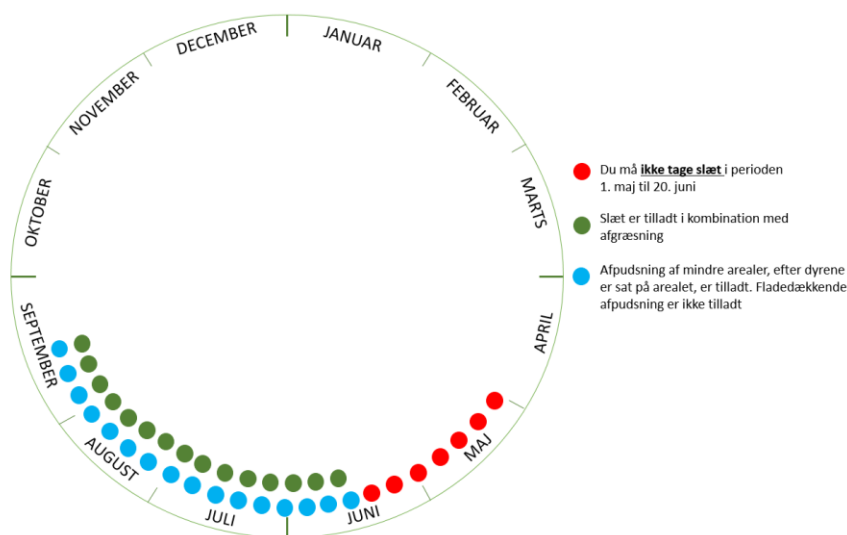 JANUAR
FEBRUAR
MARTS
APRIL
MAJ
JUNI
JULI
AUGUST
SEPTEMBER
OKTOBER
NOVEMBER
DECEMBER
Du må ikke tage slæt i perioden
1. maj til 20. juni
Slæt er tilladt i kombination med
afgræsning
Afpudsning af mindre arealer, efter dyrene
er sat på arealet, er tilladt. Fladedækkende
afpudsning er ikke tilladt